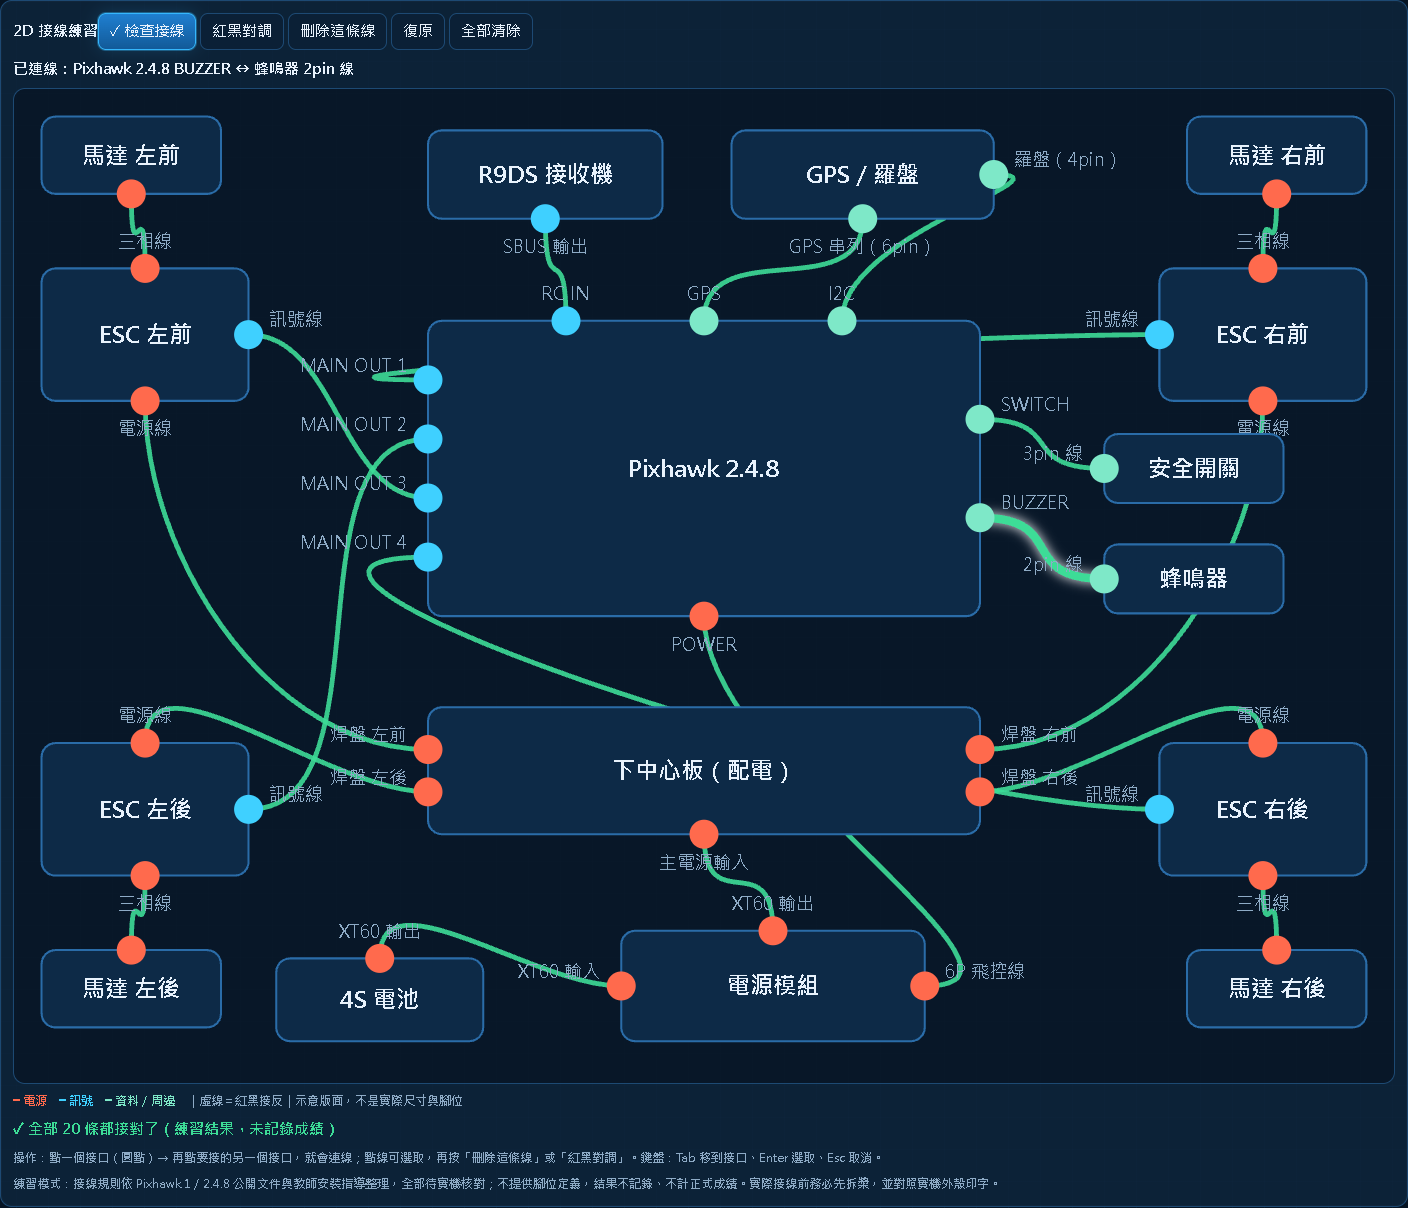 2D 接線練習 ✓ 檢查接線 紅黑對調 刪除這條線 復原 全部清除
已連線：Pixhawk 2.4.8 BUZZER ↔ 蜂鳴器 2pin 線
馬達 左前
R9DS 接收機
GPS / 羅盤
羅盤（4pin）
馬達 右前
三相線
SBUS 輸出
GPS 串列（6pin）
三相線
RC IN
GPS
I2C
ESC 左前
訊號線
訊號線
ESC 右前
MAIN OUT 1
MAIN OUT 2
MAIN OUT 3
MAIN OUT 4
Pixhawk 2.4.8
SWITCH
3pin 線
安全開關
BUZZER
2pin 線
蜂鳴器
電源線
電源線
POWER
電源線
焊盤 左前
焊盤 左後
下中心板（配電）
焊盤 右前
焊盤 右後
電源線
ESC 左後
訊號線
訊號線
ESC 右後
主電源輸入
三相線
XT60 輸出
XT60 輸出
三相線
馬達 左後
4S 電池
XT60 輸入
電源模組
6P 飛控線
馬達 右後
電源 訊號 資料 / 周邊 | 虛線＝紅黑接反 | 示意版面，不是實際尺寸與腳位
✓ 全部 20 條都接對了（練習結果，未記錄成績）
操作：點一個接口（圓點）→ 再點要接的另一個接口，就會連線；點線可選取，再按「刪除這條線」或「紅黑對調」。鍵盤：Tab 移到接口、Enter 選取、Esc 取消。
練習模式：接線規則依 Pixhawk 1 / 2.4.8 公開文件與教師安裝指導整理，全部待實機核對；不提供腳位定義，結果不記錄、不計正式成績。實際接線前務必先拆槳，並對照實機外殼印字。